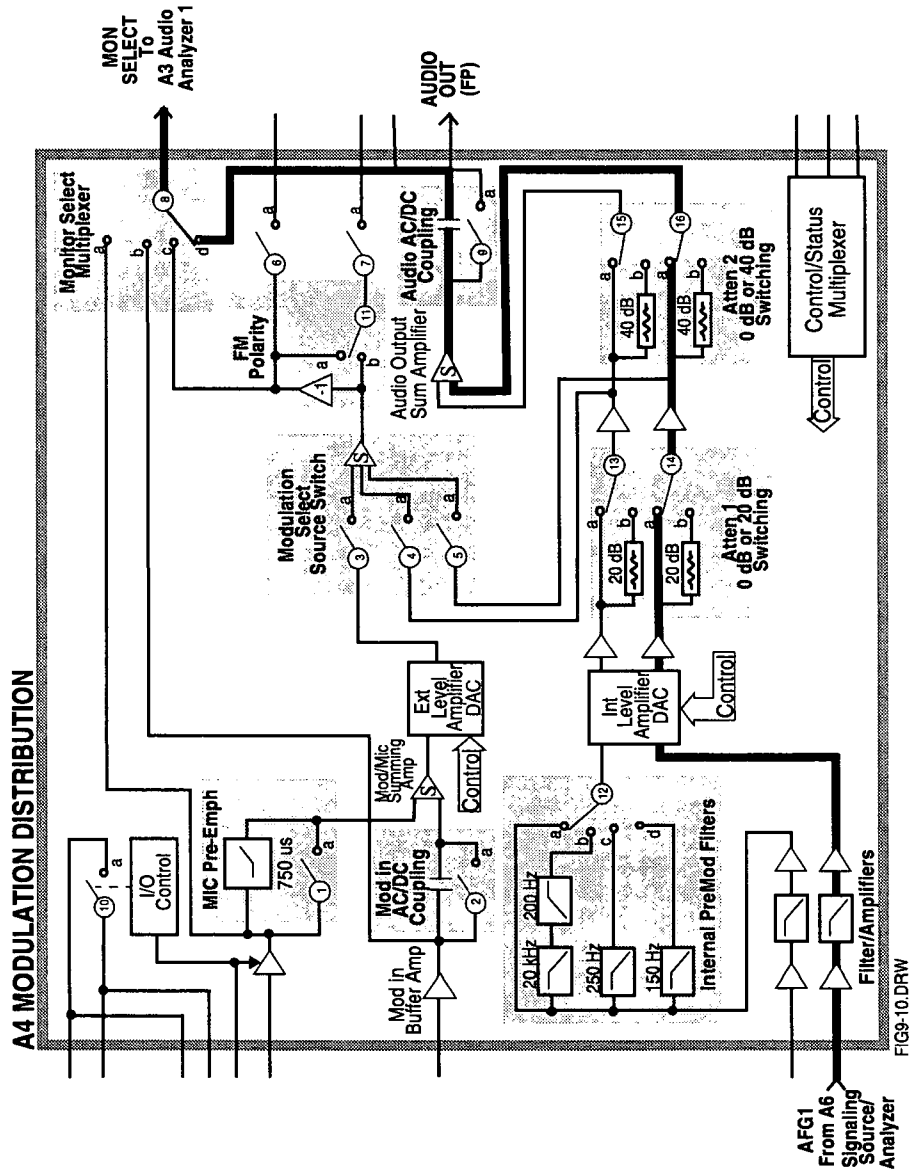 A4 MODULATION DISTRIBUTION
MON
SELECT
To
A3 Audio
Analyzer 1
AUDIO
OUT
(FP)
Monitor Select
Multiplexer
8
a
b
c
d
6
a
7
a
11
a
b
FM
Polarity
-1
Audio AC/DC
Coupling
9
a
Audio Output
Sum Amplifier
S
Modulation
Select
Source Switch
S
3
a
4
a
5
a
10
a
I/O
Control
MIC Pre-Emph
750 us
1
a
Mod/Mic
Summing
Amp
S
Ext
Level
Amplifier
DAC
Control
Mod in
AC/DC
Coupling
2
a
Mod in
Buffer Amp
15
16
a
b
a
b
40 dB
40 dB
Atten 2
0 dB or 40 dB
Switching
13
14
a
b
a
b
20 dB
20 dB
Atten 1
0 dB or 20 dB
Switching
Control/Status
Multiplexer
Control
Int
Level
Amplifier
DAC
Control
12
a
b
c
d
200 Hz
20 kHz
250 Hz
150 Hz
Internal PreMod Filters
Filter/Amplifiers
AFG1
From A6
Signaling
Source/
Analyzer
FIG9-10.DRW